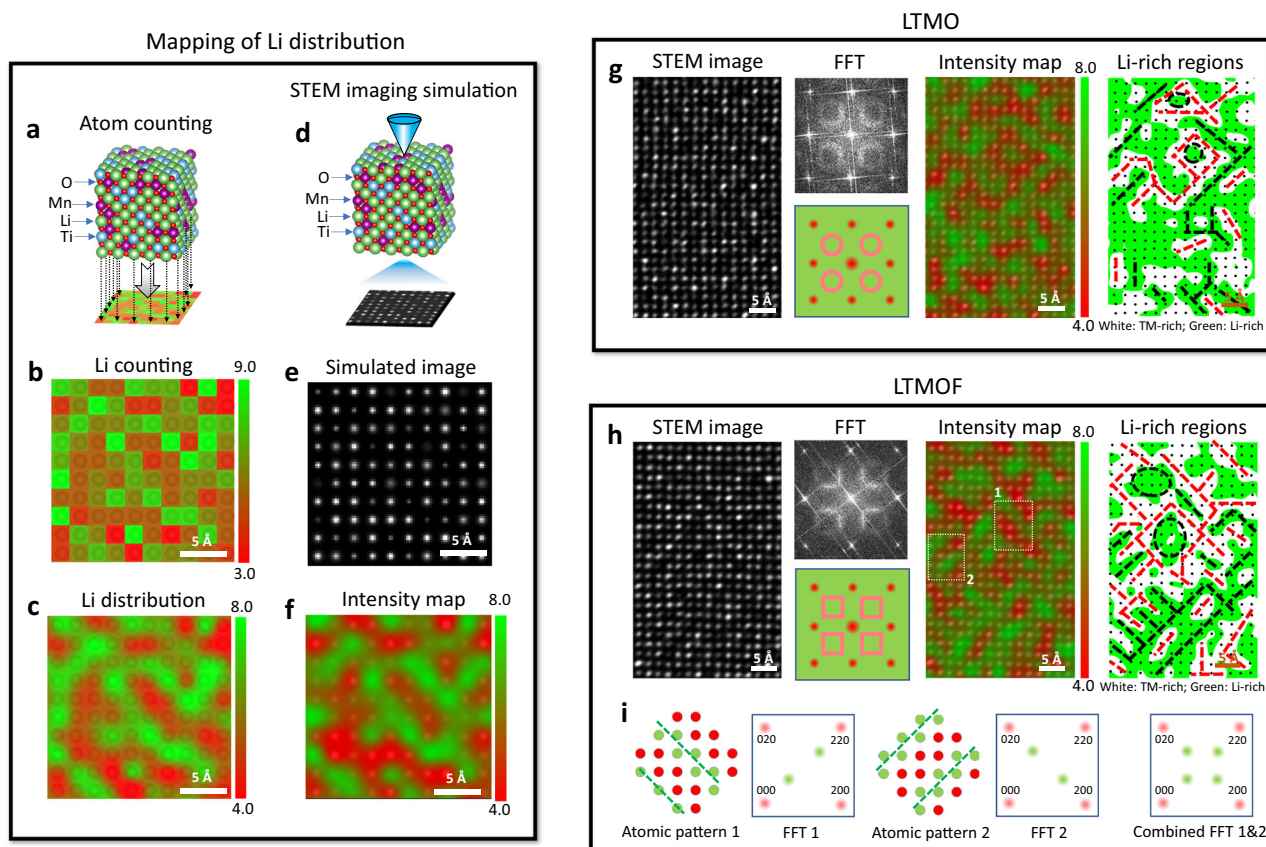 Mapping of Li distribution
a
Atom counting
O
Mn
Li
Ti
STEM imaging simulation
d
O
Mn
Li
Ti
b
Li counting
9.0
5 Å
3.0
e
Simulated image
5 Å
c
Li distribution
8.0
5 Å
4.0
f
Intensity map
8.0
5 Å
4.0
LTMO
g
STEM image
FFT
Intensity map
8.0
Li-rich regions
5 Å
5 Å
4.0
White: TM-rich; Green: Li-rich
LTMOF
h
STEM image
FFT
Intensity map
8.0
Li-rich regions
1
2
5 Å
5 Å
5 Å
4.0
White: TM-rich; Green: Li-rich
i
020
220
000
200
020
220
000
200
020
220
000
200
Atomic pattern 1
FFT 1
Atomic pattern 2
FFT 2
Combined FFT 1&2